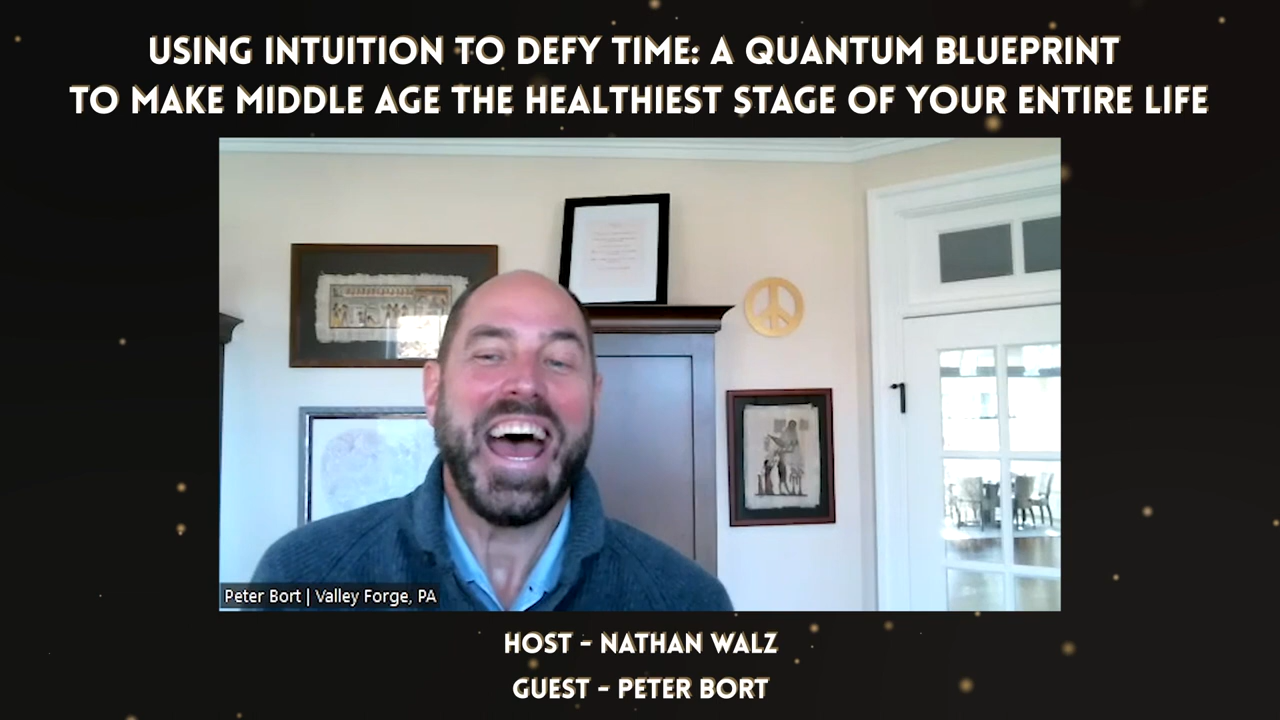 USING INTUITION TO DEFY TIME: A QUANTUM BLUEPRINT
TO MAKE MIDDLE AGE THE HEALTHIEST STAGE OF YOUR ENTIRE LIFE
Peter Bort | Valley Forge, PA
HOST - NATHAN WALZ
GUEST - PETER BORT